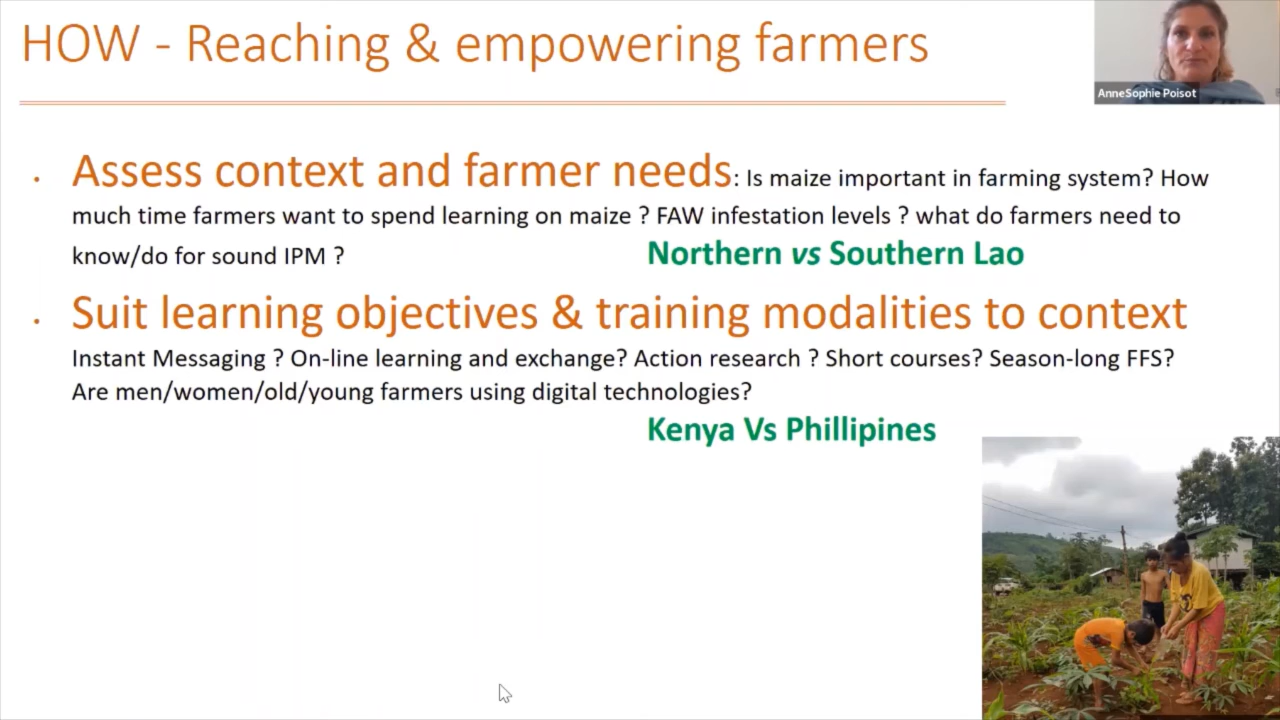 HOW - Reaching & empowering farmers
AnneSophie Poisot
• Assess context and farmer needs: Is maize important in farming system? How
much time farmers want to spend learning on maize ? FAW infestation levels ? what do farmers need to
know/do for sound IPM ?
Northern vs Southern Lao
• Suit learning objectives & training modalities to context
Instant Messaging ? On-line learning and exchange? Action research ? Short courses? Season-long FFS?
Are men/women/old/young farmers using digital technologies?
Kenya Vs Phillipines